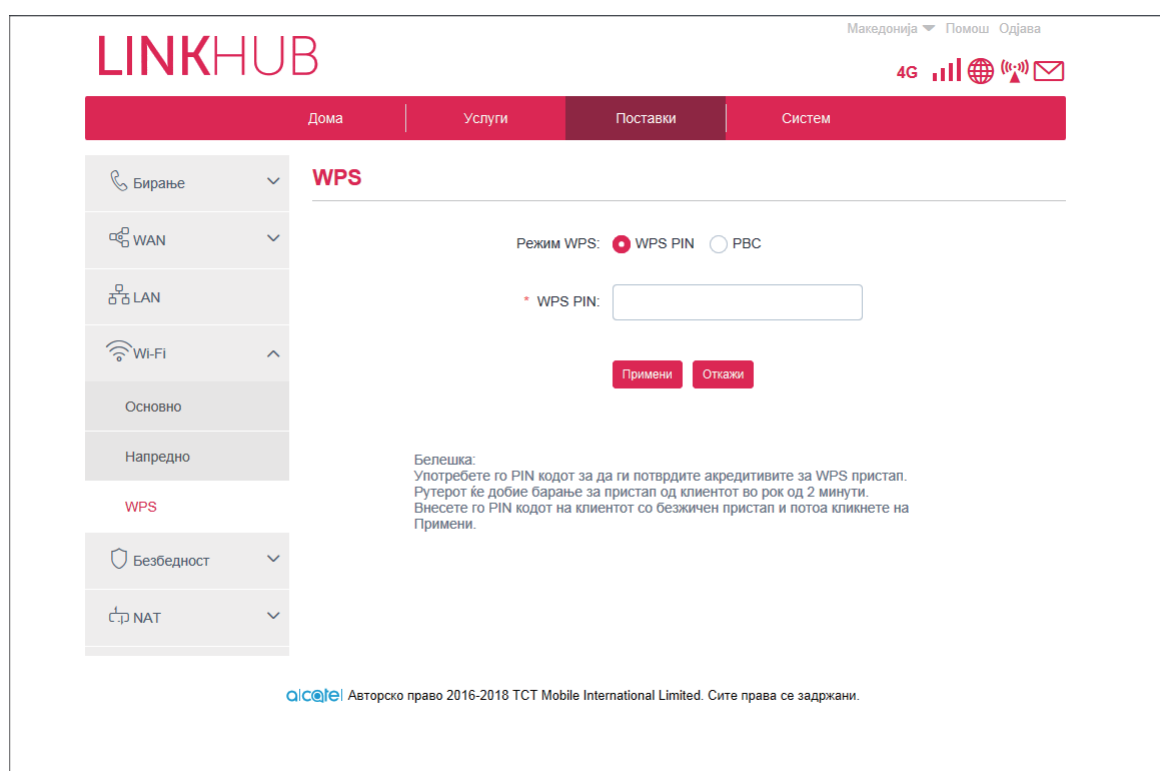 Македонија Помош Одјава
LINKHUB
4G
Дома Услуги Поставки Систем
Бирање
WPS
WAN
Режим WPS: WPS PIN PBC
LAN
* WPS PIN:
Wi-Fi
Примени Откажи
Основно
Напредно
WPS
Белешка:
Употребете го PIN кодот за да ги потврдите акредитивите за WPS пристап.
Рутерот ќе добие барање за пристап од клиентот во рок од 2 минути.
Внесете го PIN кодот на клиентот со безжичен пристап и потоа кликнете на
Примени.
Безбедност
NAT
alcatel Авторско право 2016-2018 TCT Mobile International Limited. Сите права се задржани.